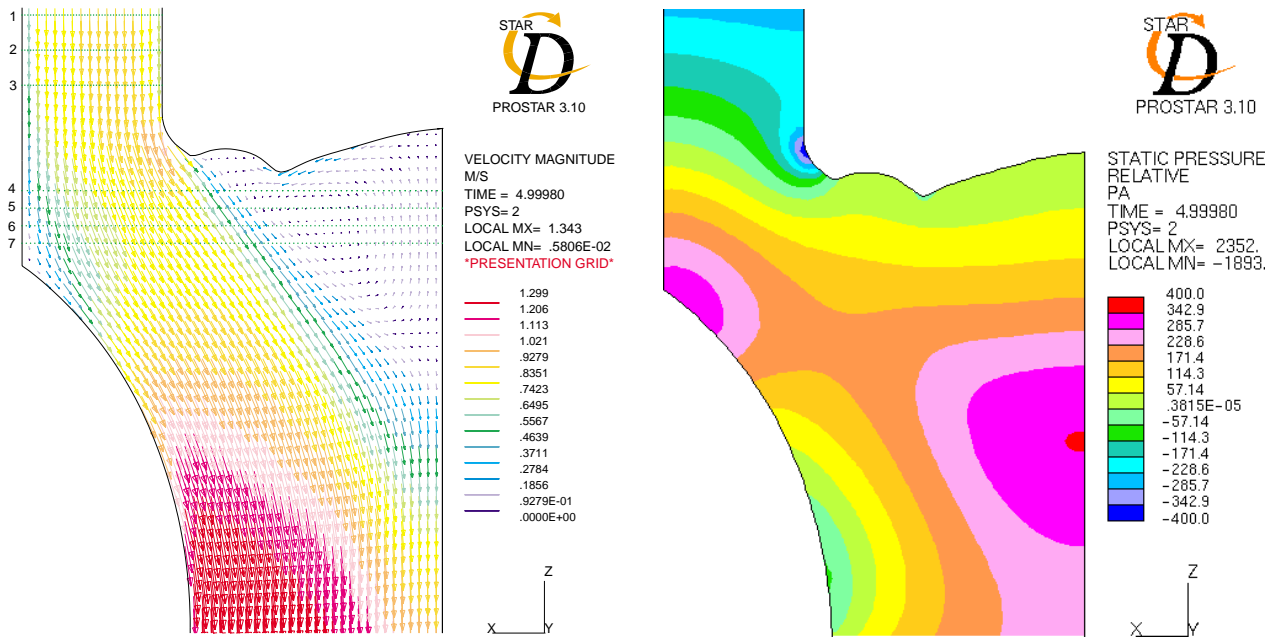 1
2
3
4
5
6
7
STAR
D
PROSTAR 3.10
VELOCITY MAGNITUDE
M/S
TIME = 4.99980
PSYS= 2
LOCAL MX= 1.343
LOCAL MN= .5806E-02
*PRESENTATION GRID*
1.299
1.206
1.113
1.021
.9279
.8351
.7423
.6495
.5567
.4639
.3711
.2784
.1856
.9279E-01
.0000E+00
Z
X
Y
STAR
D
PROSTAR 3.10
STATIC PRESSURE
RELATIVE
PA
TIME = 4.99980
PSYS= 2
LOCAL MX= 2352.
LOCAL MN= -1893.
400.0
342.9
285.7
228.6
171.4
114.3
57.14
.3815E-05
-57.14
-114.3
-171.4
-228.6
-285.7
-342.9
-400.0
Z
X
Y